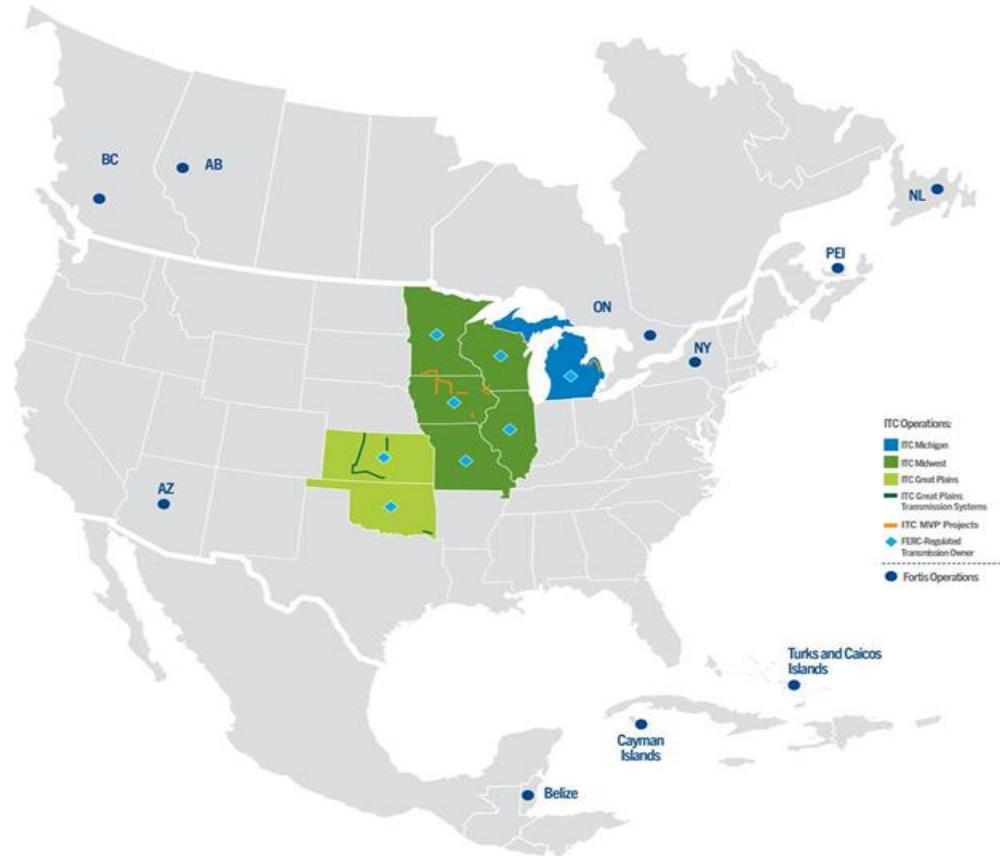 BC
AB
NL
PEI
ON
NY
AZ
ITC Operations:
ITC Michigan
ITC Midwest
ITC Great Plains
ITC Great Plains
Transmission Systems
ITC MVP Projects
FERC-Regulated
Transmission Owner
Fortis Operations
Turks and Caicos
Islands
Cayman
Islands
Belize